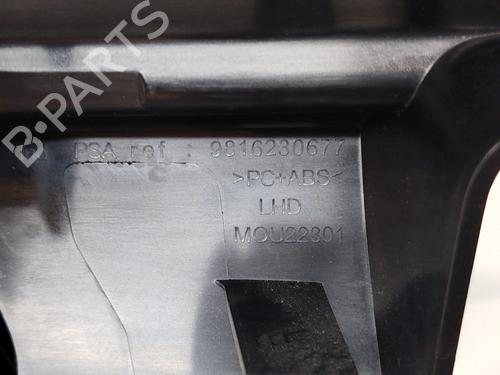 B-PARTS
PSA ref : 9816230677
>PC+ABS<
LHD
MOU22301